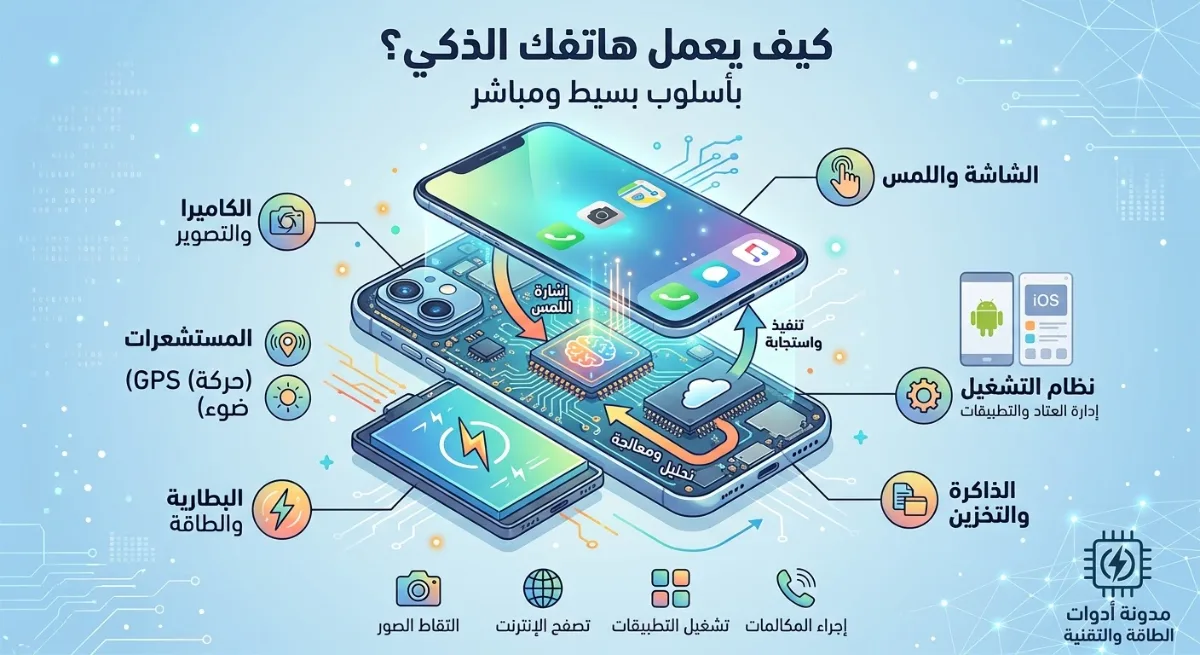 كيف يعمل هاتفك الذكي؟
بأسلوب بسيط ومباشر
الشاشة واللمس
الكاميرا
والتصوير
إشارة
اللمس
تنفيذ
واستجابة
iOS
المستشعرات
(حركة) GPS)
ضوء)
نظام التشغيل
إدارة العتاد والتطبيقات
تحليل ومعالجة
الذاكرة
والتخزين
البطارية
والطاقة
إجراء المكالمات
تشغيل التطبيقات
تصفح الإنترنت
التقاط الصور
مدونة أدوات
الطاقة والتقنية